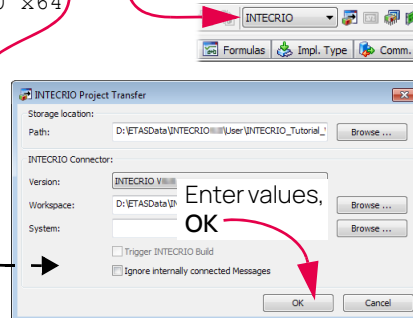 x64
INTECRIO
Formulas Impl. Type Comm.
INTECRIO Project Transfer
Storage location:
Path: D:\ETASData\INTECRIO \User\INTECRIO_Tutorial_ Browse ...
INTECRIO Connector:
Version: INTECRIO V
Workspace: D:\ETASData\ Browse ...
System: Browse ...
Enter values,
OK
Trigger INTECRIO Build
Ignore internally connected Messages
OK Cancel